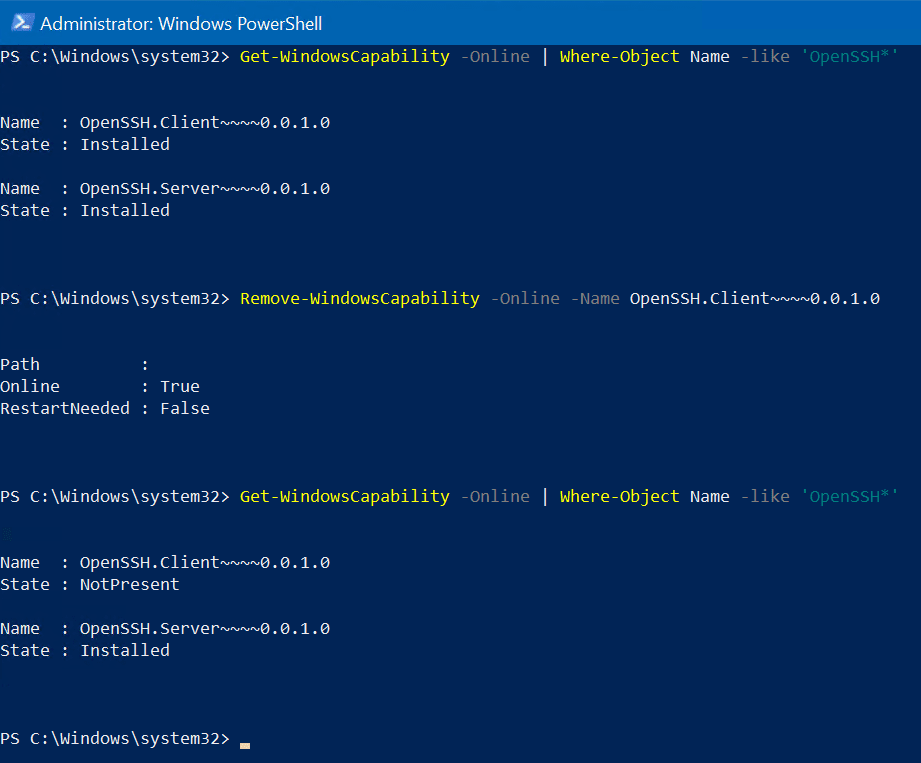 Administrator: Windows PowerShell
PS C:\Windows\system32> Get-WindowsCapability -Online | Where-Object Name -like 'OpenSSH*'
Name  : OpenSSH.Client~~~~0.0.1.0
State : Installed
Name  : OpenSSH.Server~~~~0.0.1.0
State : Installed
PS C:\Windows\system32> Remove-WindowsCapability -Online -Name OpenSSH.Client~~~~0.0.1.0
Path          :
Online        : True
RestartNeeded : False
PS C:\Windows\system32> Get-WindowsCapability -Online | Where-Object Name -like 'OpenSSH*'
Name  : OpenSSH.Client~~~~0.0.1.0
State : NotPresent
Name  : OpenSSH.Server~~~~0.0.1.0
State : Installed
PS C:\Windows\system32>